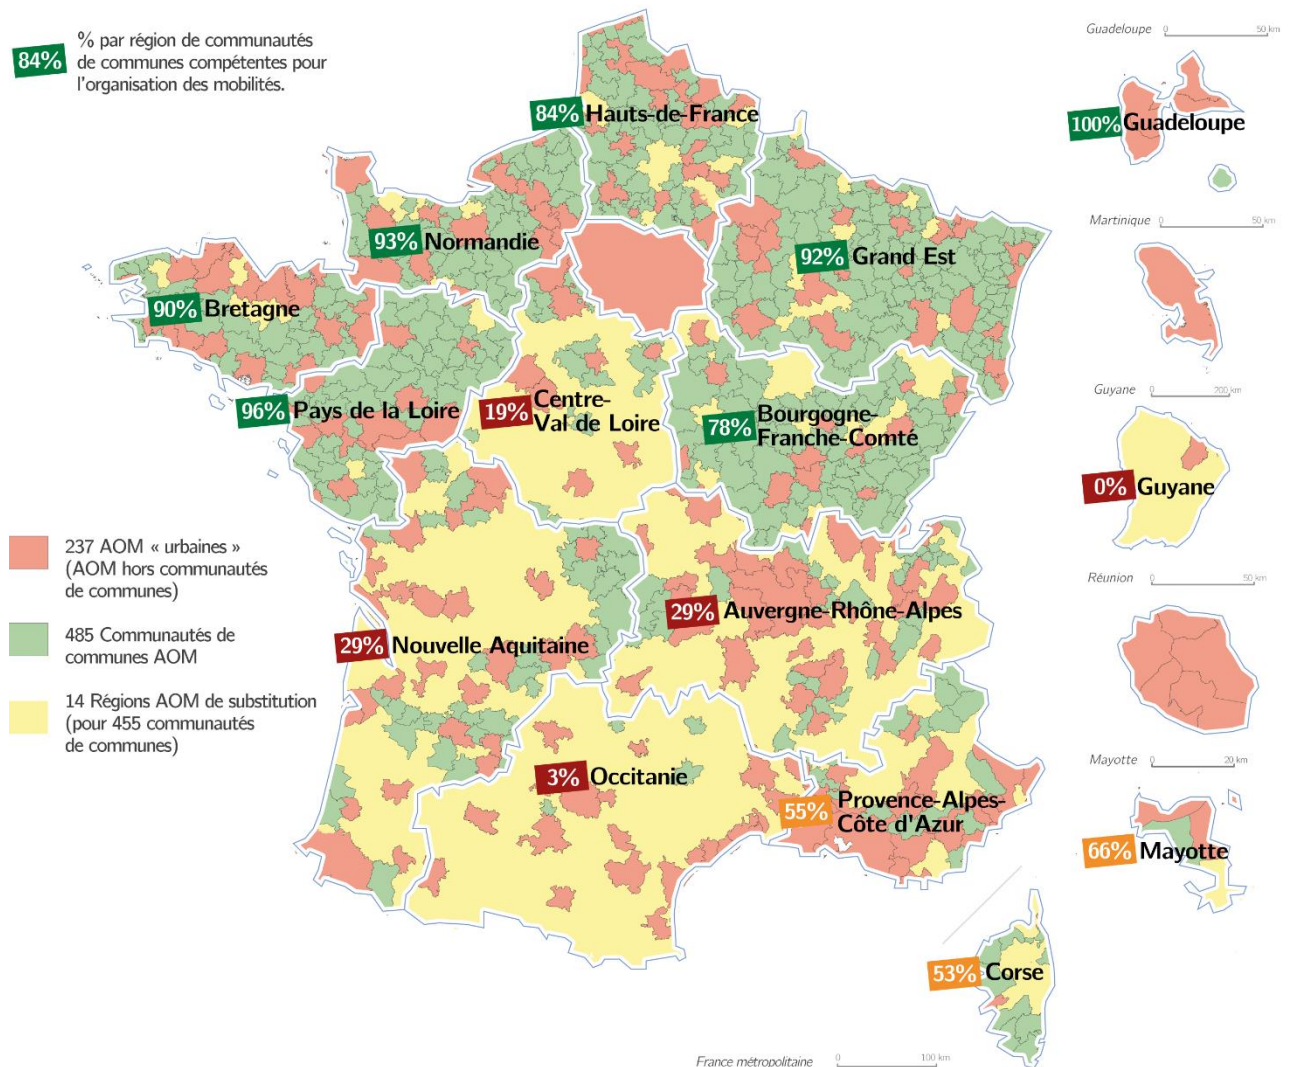 84%
% par région de communautés
de communes compétentes pour
l'organisation des mobilités.
84% Hauts-de-France
93% Normandie
92% Grand Est
90% Bretagne
96% Pays de la Loire
19% Centre-
Val de Loire
78% Bourgogne-
Franche-Comté
237 AOM « urbaines »
(AOM hors communautés
de communes)
485 Communautés de
communes AOM
14 Régions AOM de substitution
(pour 455 communautés
de communes)
29% Nouvelle Aquitaine
29% Auvergne-Rhône-Alpes
3% Occitanie
55% Provence-Alpes-
Côte d'Azur
53% Corse
France métropolitaine 0 100 km
Guadeloupe 0 50 km
100% Guadeloupe
Martinique 0 50 km
Guyane 0 200 km
0% Guyane
Réunion 0 50 km
Mayotte 0 20 km
66% Mayotte